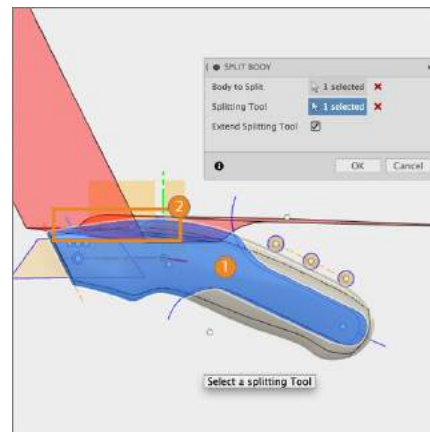 SPLIT BODY
Body to Split 1 selected
Splitting Tool 1 selected
Extend Splitting Tool
OK Cancel
2
1
Select a splitting Tool